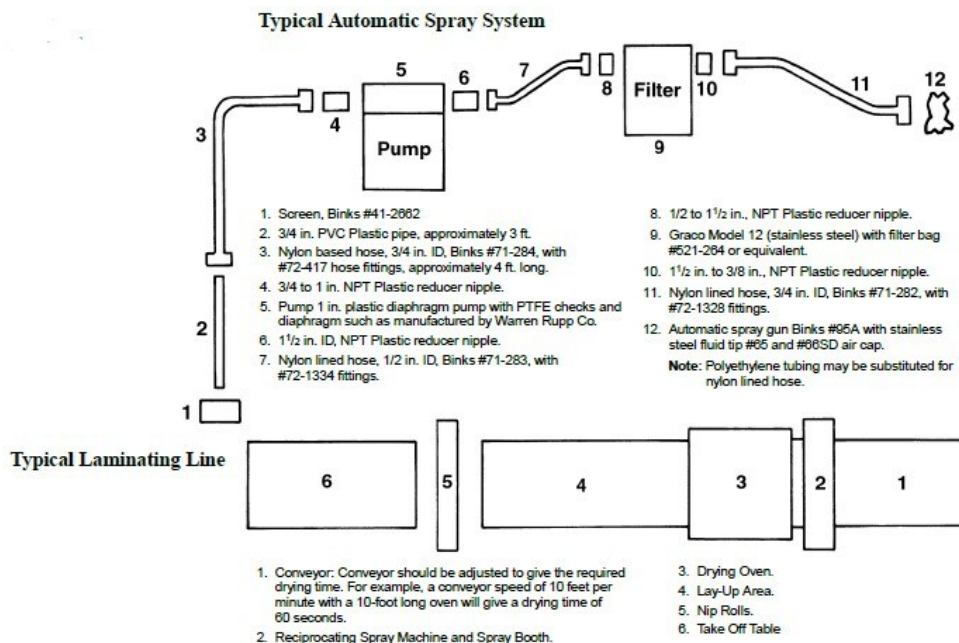 Typical Automatic Spray System
5
6
7
8
Filter
10
11
12
3
4
Pump
9
1. Screen, Binks #41-2662
2. 3/4 in. PVC Plastic pipe, approximately 3 ft.
3. Nylon based hose, 3/4 in. ID, Binks #71-284, with
#72-417 hose fittings, approximately 4 ft. long.
4. 3/4 to 1 in. NPT Plastic reducer nipple.
5. Pump 1 in. plastic diaphragm pump with PTFE checks and
diaphragm such as manufactured by Warren Rupp Co.
6. 1 1/2 in. ID, NPT Plastic reducer nipple.
7. Nylon lined hose, 1/2 in. ID, Binks #71-283, with
#72-1334 fittings.
8. 1/2 to 1 1/2 in., NPT Plastic reducer nipple.
9. Graco Model 12 (stainless steel) with filter bag
#521-264 or equivalent.
10. 1 1/2 in. to 3/8 in., NPT Plastic reducer nipple.
11. Nylon lined hose, 3/4 in. ID, Binks #71-282, with
#72-1328 fittings.
12. Automatic spray gun Binks #95A with stainless
steel fluid tip #65 and #66SD air cap.
Note: Polyethylene tubing may be substituted for
nylon lined hose.
2
1
Typical Laminating Line
6
5
4
3
2
1
1. Conveyor: Conveyor should be adjusted to give the required
drying time. For example, a conveyor speed of 10 feet per
minute with a 10-foot long oven will give a drying time of
60 seconds.
2. Reciprocating Spray Machine and Spray Booth.
3. Drying Oven.
4. Lay-Up Area.
5. Nip Rolls.
6. Take Off Table